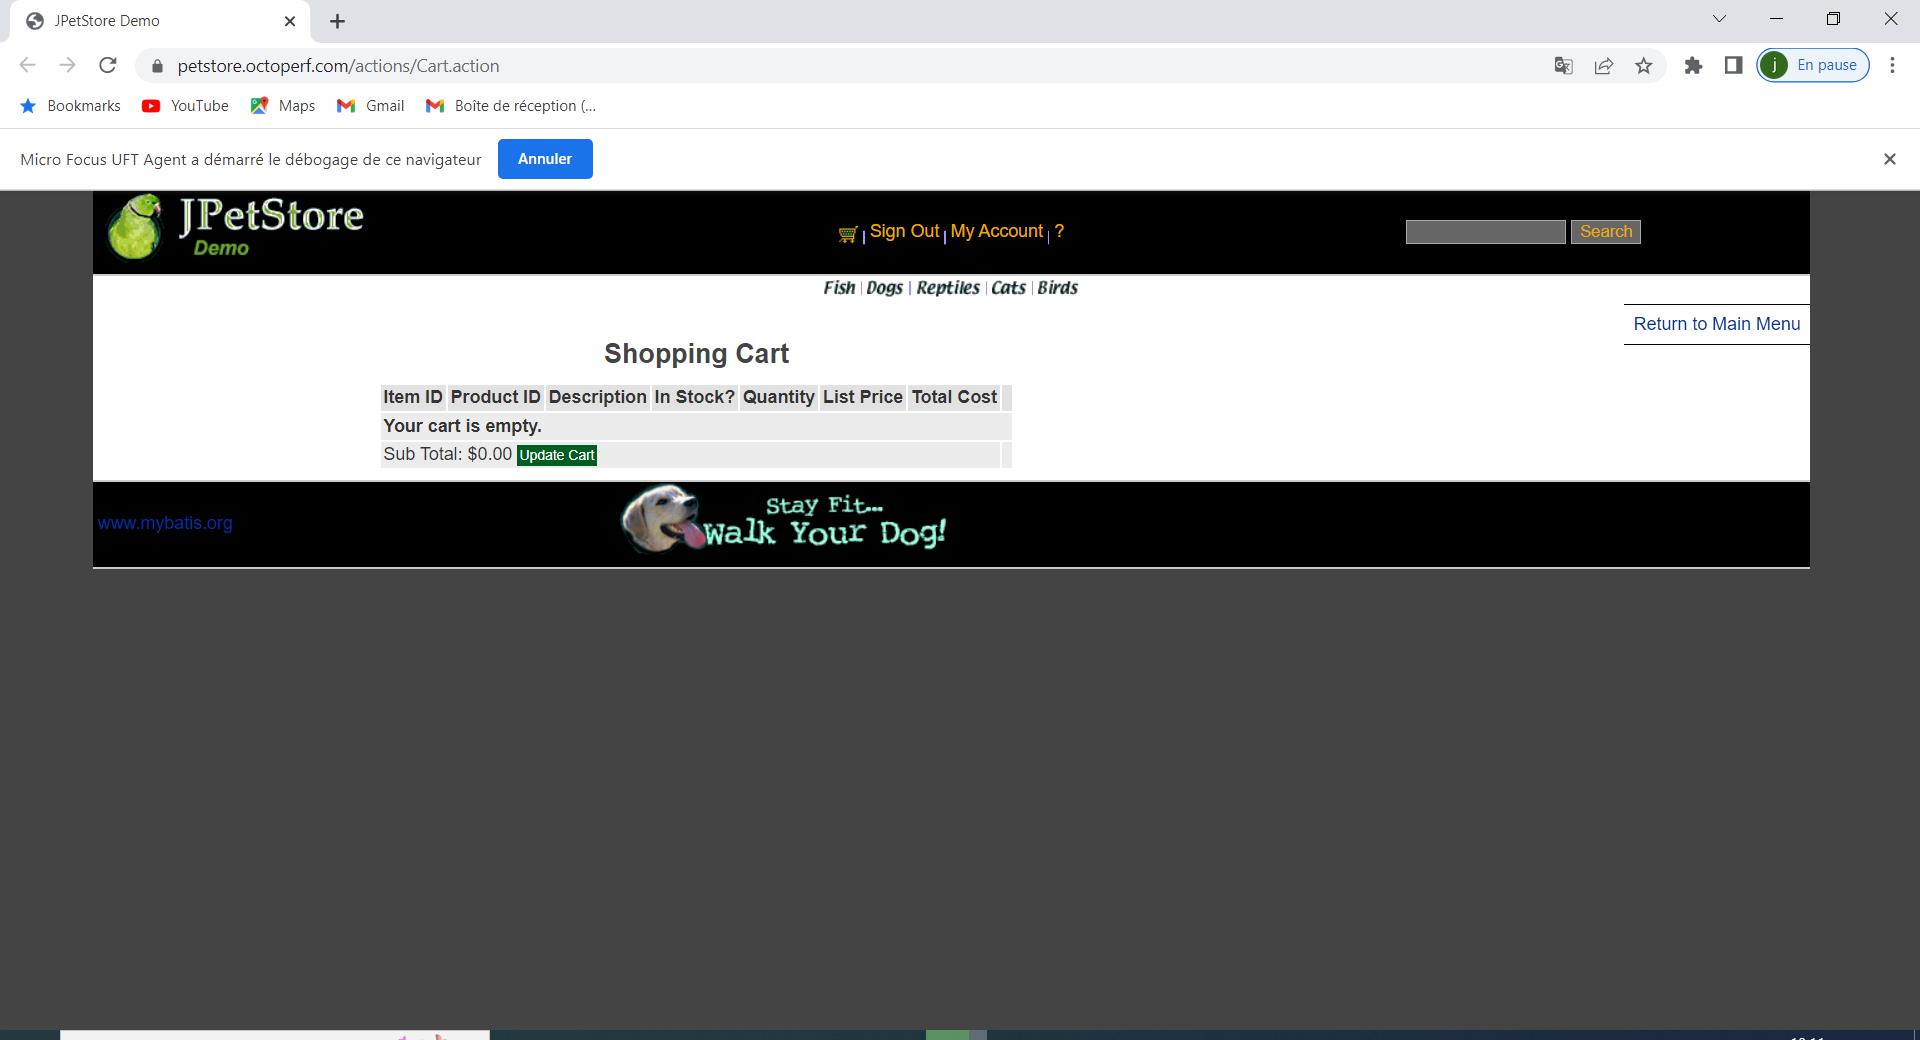 JPetStore Demo
petstore.octoperf.com/actions/Cart.action
j En pause
Bookmarks YouTube Maps Gmail Boîte de réception (...
Micro Focus UFT Agent a démarré le débogage de ce navigateur Annuler
JPetStore
Demo
Sign Out My Account ? Search
Fish Dogs Reptiles Cats Birds
Return to Main Menu
Shopping Cart
Item ID Product ID Description In Stock? Quantity List Price Total Cost
Your cart is empty.
Sub Total: $0.00 Update Cart
www.mybatis.org
Stay Fit...
Walk Your Dog!